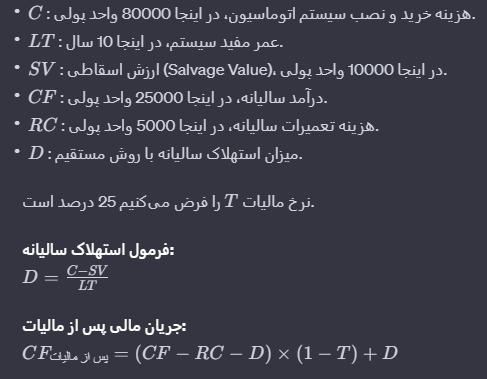 • C : هزینه خرید و نصب سیستم اتوماسیون، در اینجا 80000 واحد پولی.
• LT : عمر مفید سیستم، در اینجا 10 سال.
• SV : ارزش اسقاطی (Salvage Value)، در اینجا 10000 واحد پولی.
• CF : درآمد سالیانه، در اینجا 25000 واحد پولی.
• RC : هزینه تعمیرات سالیانه، در اینجا 5000 واحد پولی.
• D : میزان استهلاک سالیانه با روش مستقیم.
نرخ مالیات T را فرض می‌کنیم 25 درصد است.
فرمول استهلاک سالیانه:
D = \frac{C-SV}{LT}
جریان مالی پس از مالیات:
CF_{پس از مالیات} = (CF − RC − D) × (1 − T) + D